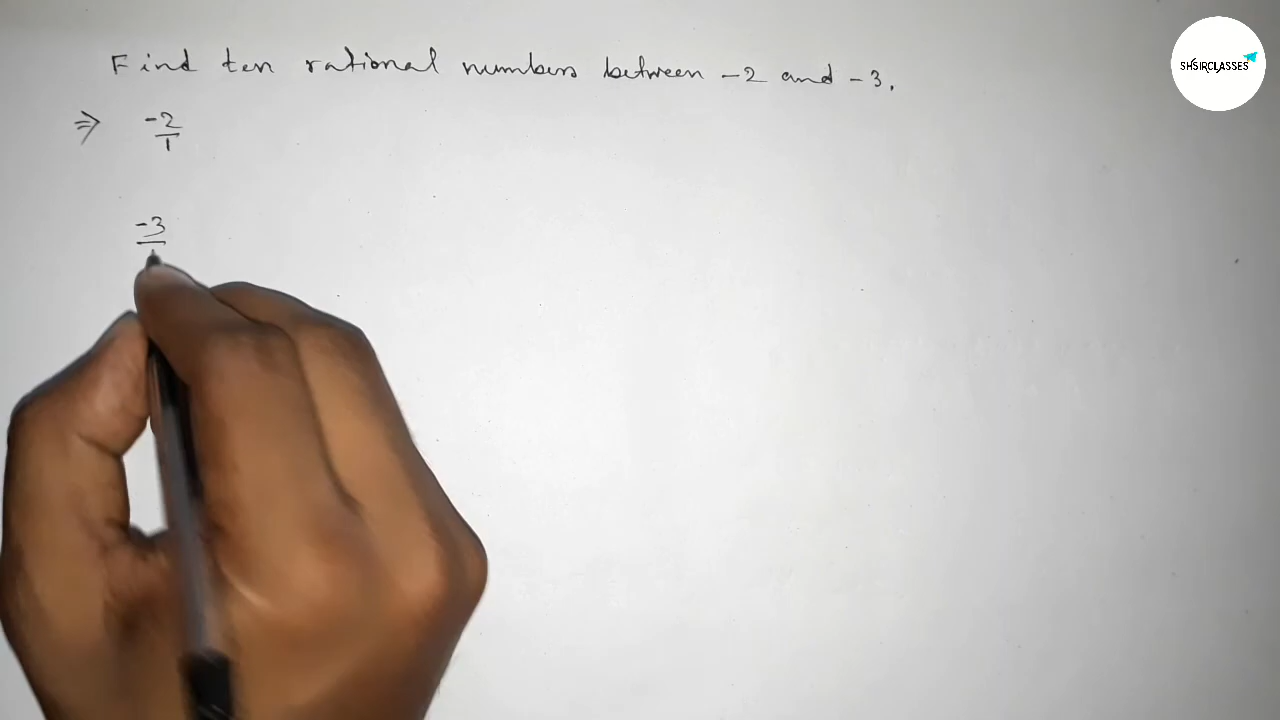 Find ten rational numbers between -2 and -3.
⇒ -2/1
-3
SHSIRCLASSES